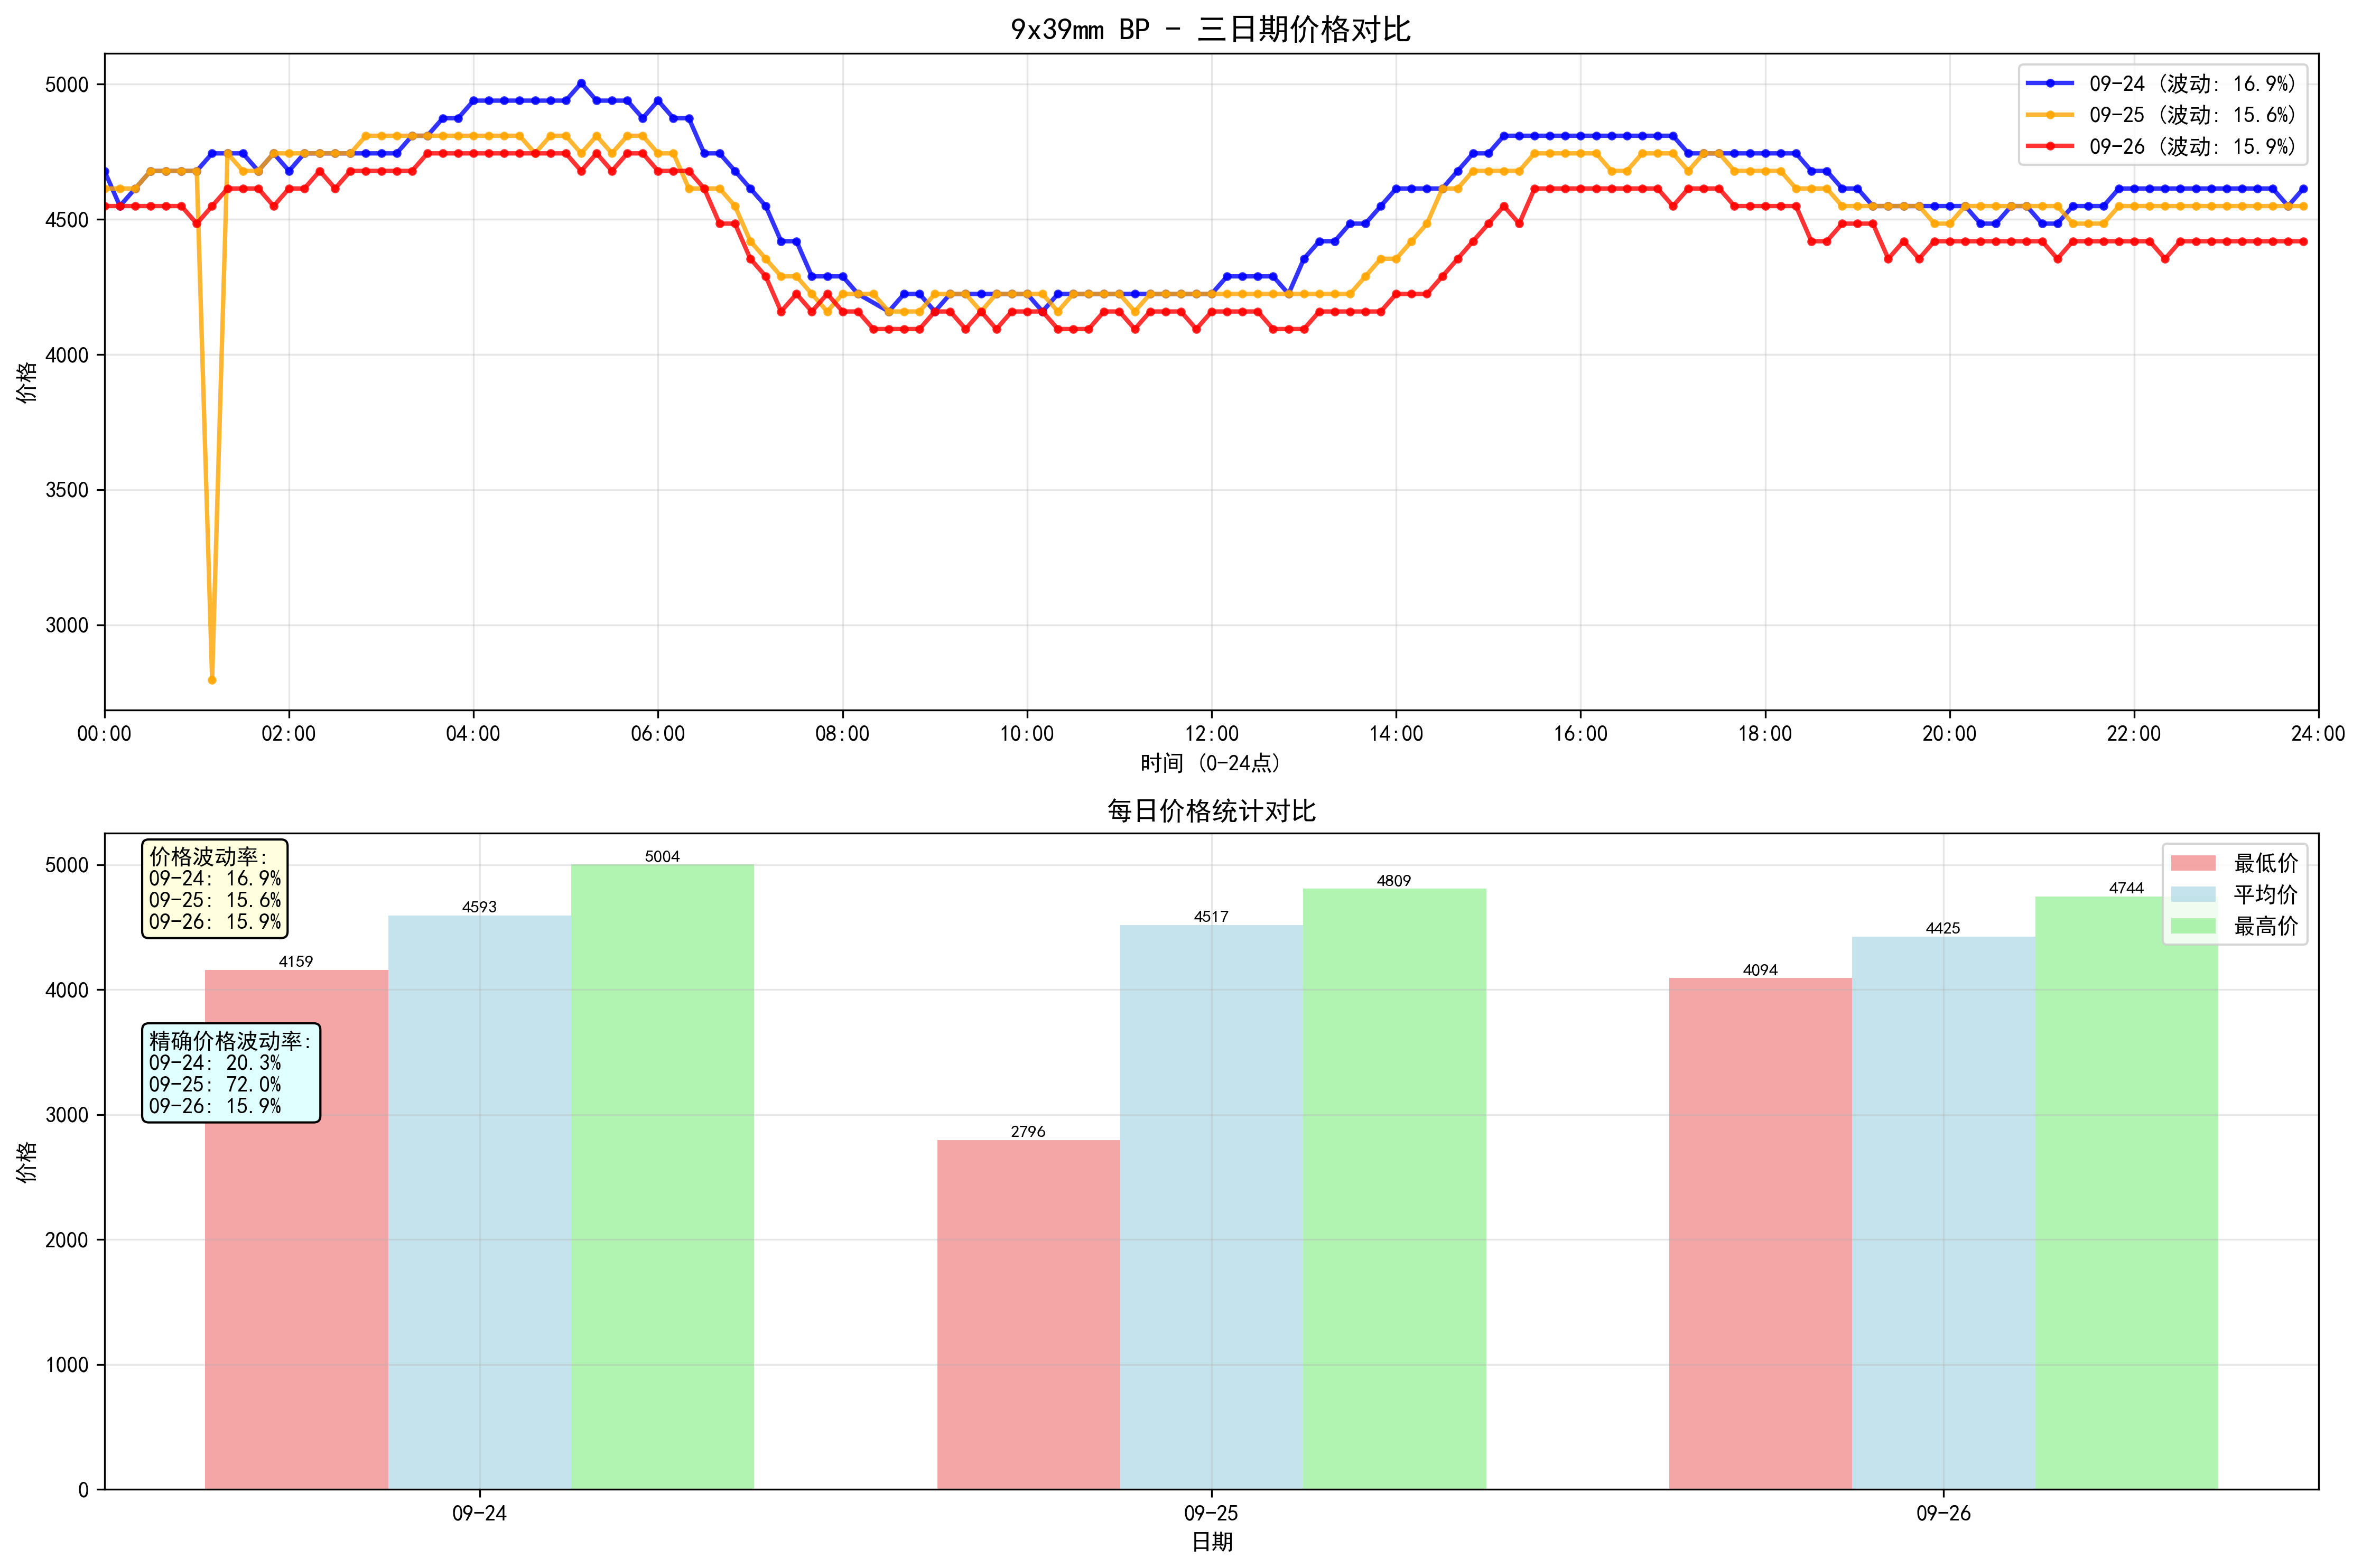 9x39mm BP - 三日期价格对比
09-24 (波动: 16.9%)
09-25 (波动: 15.6%)
09-26 (波动: 15.9%)
价格
5000
4500
4000
3500
3000
00:00 02:00 04:00 06:00 08:00 10:00 12:00 14:00 16:00 18:00 20:00 22:00 24:00
时间 (0-24点)
每日价格统计对比
价格波动率:
09-24: 16.9%
09-25: 15.6%
09-26: 15.9%
精确价格波动率:
09-24: 20.3%
09-25: 72.0%
09-26: 15.9%
最低价
平均价
最高价
4159
4593
5004
2796
4517
4809
4094
4425
4744
价格
5000
4000
3000
2000
1000
0
09-24 09-25 09-26
日期